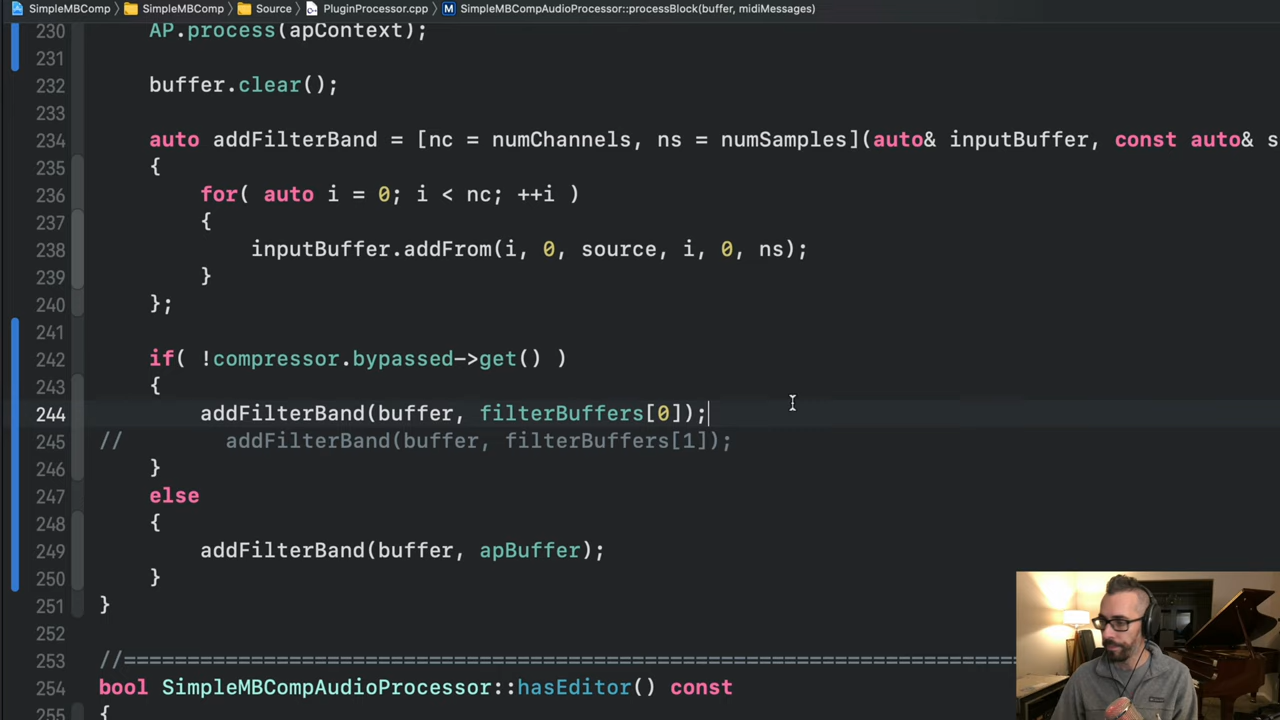 SimpleMBComp > SimpleMBComp > Source > PluginProcessor.cpp > M SimpleMBCompAudioProcessor::processBlock(buffer, midiMessages)
230 AP.process(apContext);
231
232 buffer.clear();
233
234 auto addFilterBand = [nc = numChannels, ns = numSamples](auto& inputBuffer, const auto& s
235 {
236 for( auto i = 0; i < nc; ++i )
237 {
238 inputBuffer.addFrom(i, 0, source, i, 0, ns);
239 }
240 };
241
242 if( !compressor.bypassed->get() )
243 {
244 addFilterBand(buffer, filterBuffers[0]);
245 // addFilterBand(buffer, filterBuffers[1]);
246 }
247 else
248 {
249 addFilterBand(buffer, apBuffer);
250 }
251 }
252
253 //======================================================================
254 bool SimpleMBCompAudioProcessor::hasEditor() const
255 {